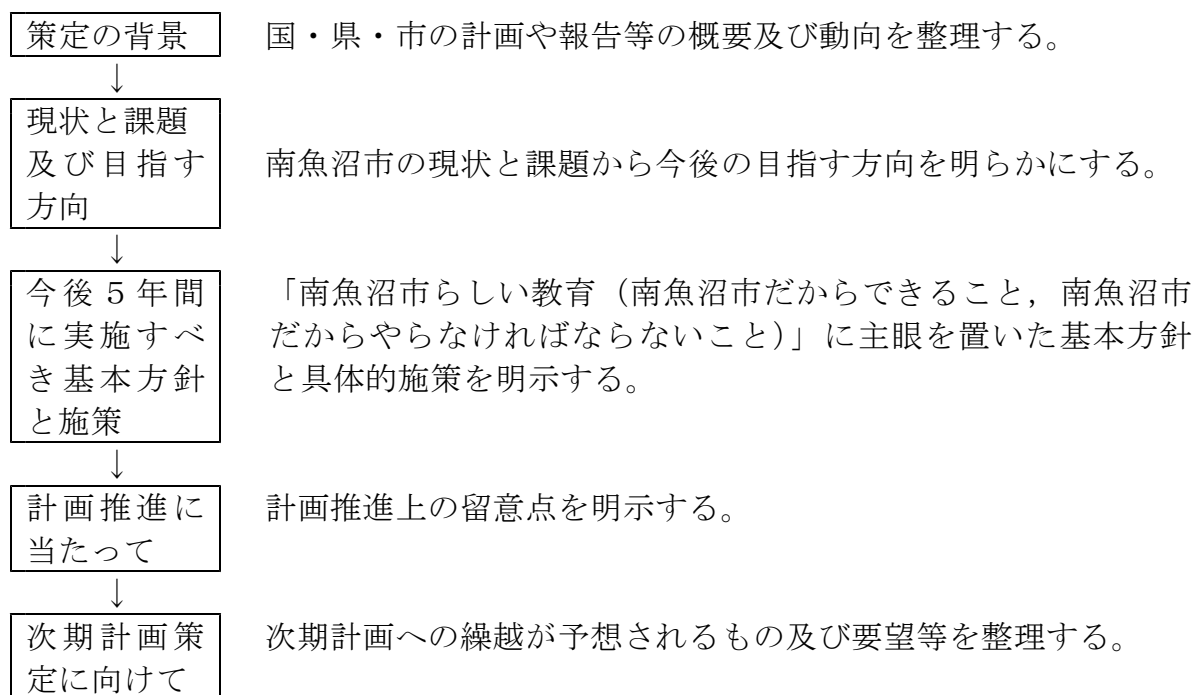 策定の背景 国・県・市の計画や報告等の概要及び動向を整理する。
↓
現状と課題
及び目指す 南魚沼市の現状と課題から今後の目指す方向を明らかにする。
方向
↓
今後5年間 「南魚沼市らしい教育（南魚沼市だからできること，南魚沼市
に実施すべ だからやらなければならないこと）」に主眼を置いた基本方針
き基本方針 と具体的施策を明示する。
と施策
↓
計画推進に 計画推進上の留意点を明示する。
当たって
↓
次期計画策 次期計画への繰越が予想されるもの及び要望等を整理する。
定に向けて